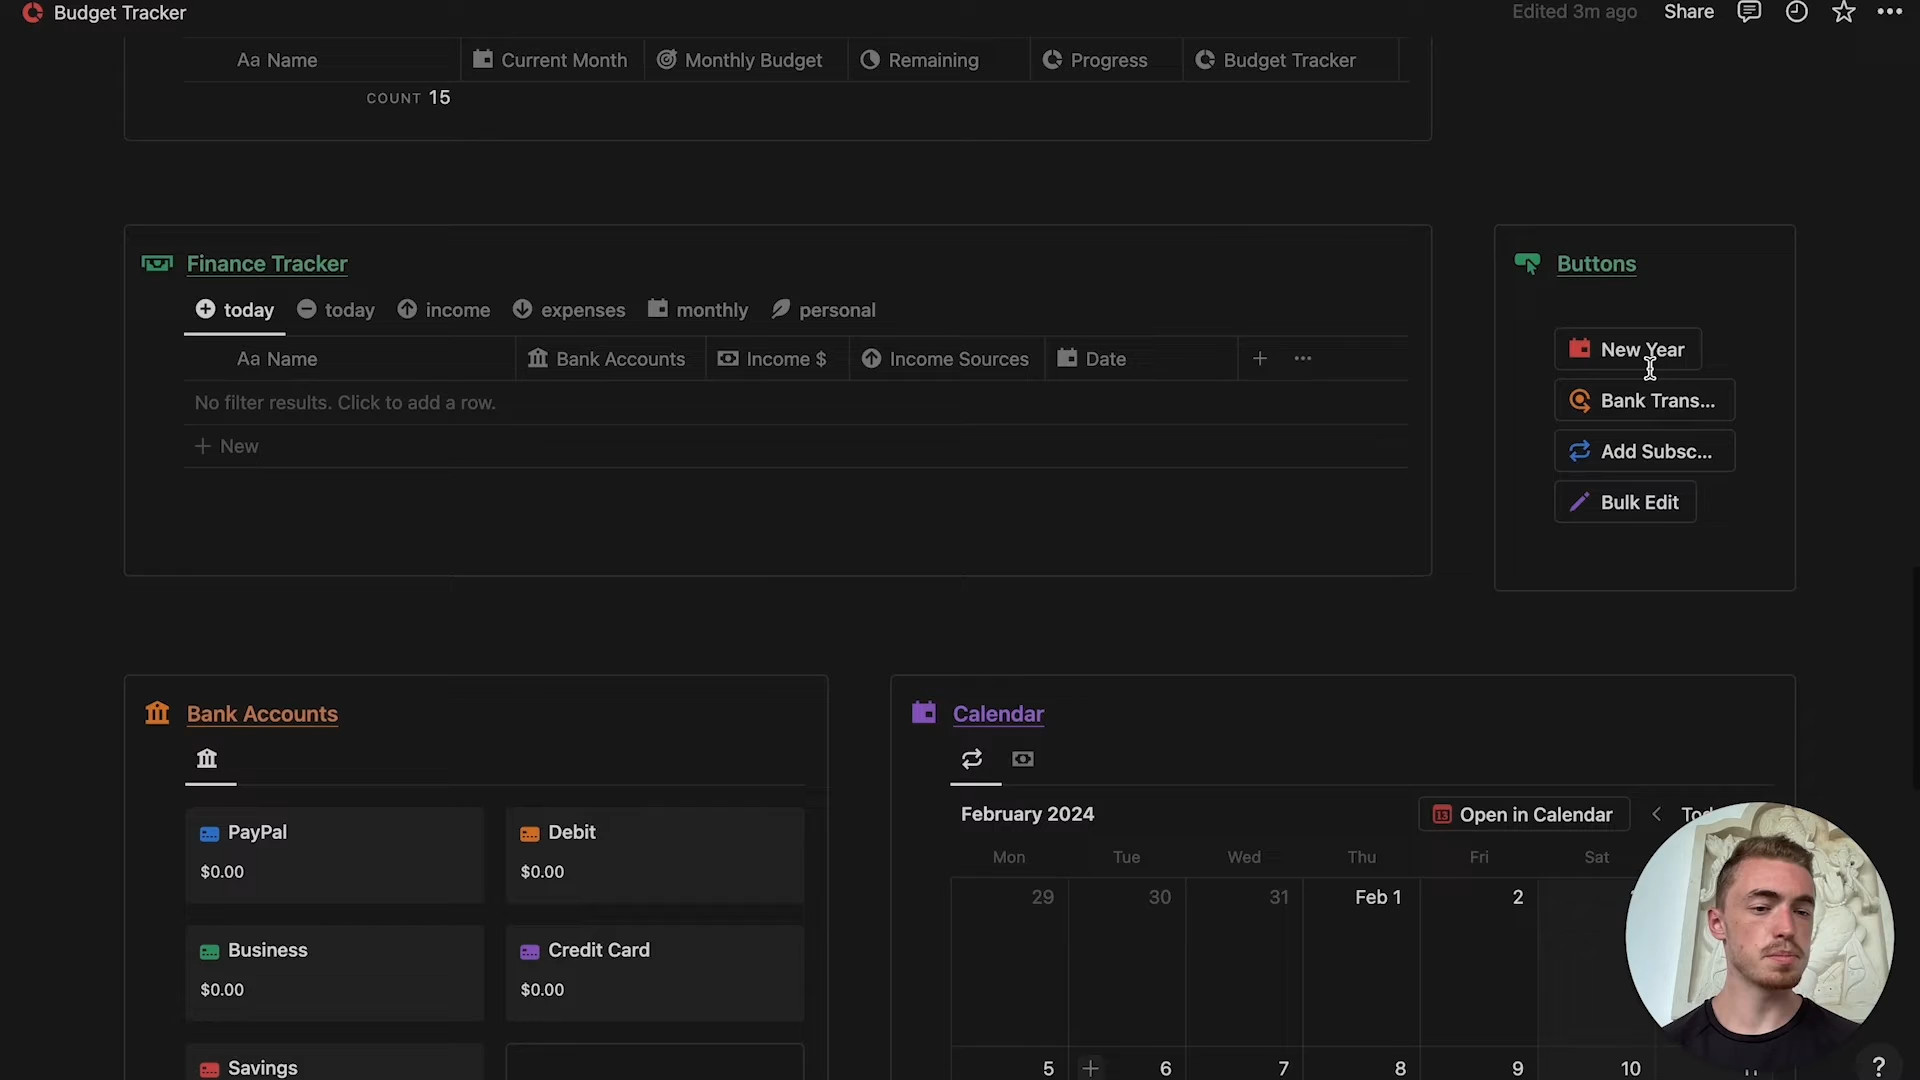 Budget Tracker
Edited 3m ago Share
Aa Name Current Month Monthly Budget Remaining Progress Budget Tracker
COUNT 15
Finance Tracker
today today income expenses monthly personal
Aa Name Bank Accounts Income $ Income Sources Date
No filter results. Click to add a row.
+ New
Buttons
New Year
Bank Trans...
Add Subsc...
Bulk Edit
Bank Accounts
PayPal
$0.00
Debit
$0.00
Business
$0.00
Credit Card
$0.00
Savings
Calendar
February 2024 13 Open in Calendar
Mon Tue Wed Thu Fri Sat
29 30 31 Feb 1 2
5 + 6 7 8 9 10
?